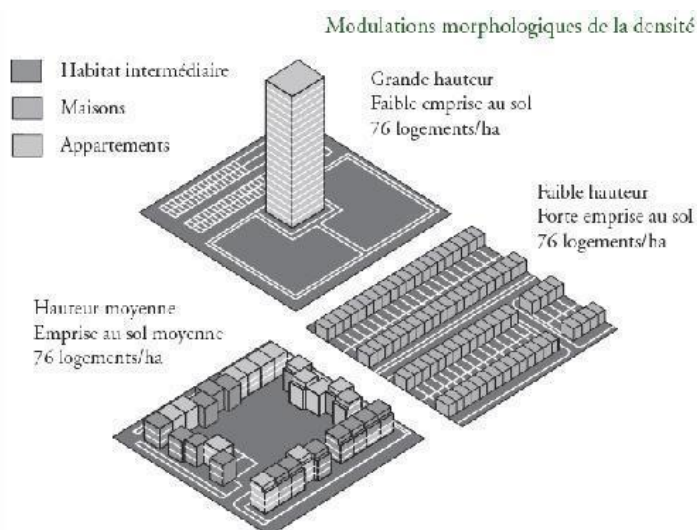 Modulations morphologiques de la densité
Habitat intermédiaire
Maisons
Appartements
Grande hauteur
Faible emprise au sol
76 logements/ha
Faible hauteur
Forte emprise au sol
76 logements/ha
Hauteur moyenne
Emprise au sol moyenne
76 logements/ha